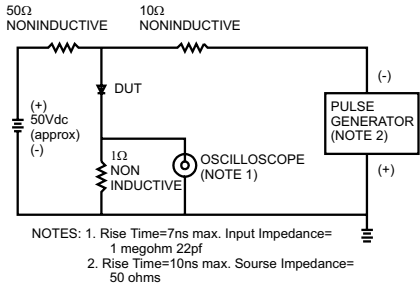 50Ω
NONINDUCTIVE
10Ω
NONINDUCTIVE
(+)
50Vdc
(approx)
(-)
DUT
1Ω
NON
INDUCTIVE
OSCILLOSCOPE
(NOTE 1)
(-)
PULSE
GENERATOR
(NOTE 2)
(+)
NOTES: 1. Rise Time=7ns max. Input Impedance=
1 megohm 22pf
2. Rise Time=10ns max. Sourse Impedance=
50 ohms